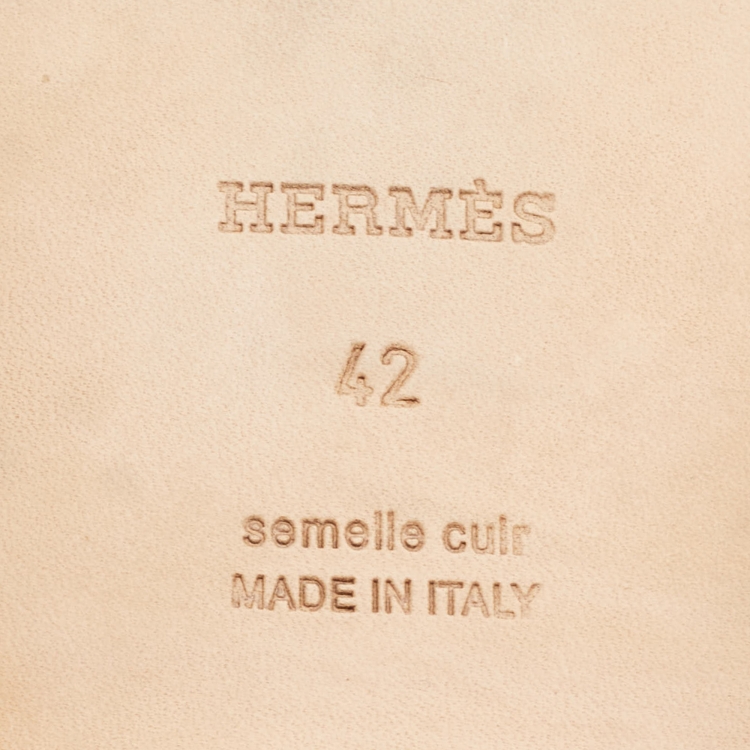 HERMÈS
42
semelle cuir
MADE IN ITALY